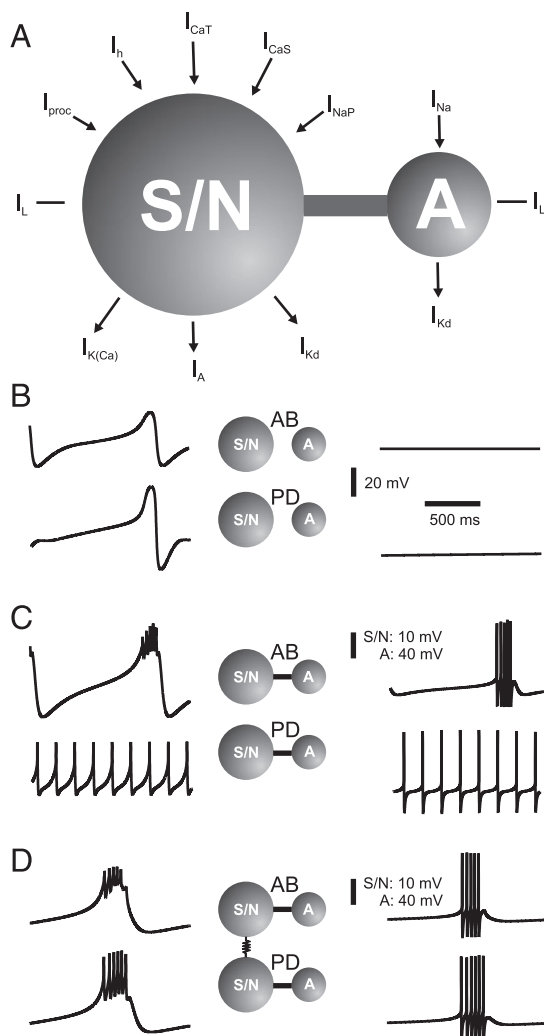 A
I_CaT
I_h
I_CaS
I_proc
I_NaP
I_Na
I_L
S/N
A
I_L
I_K(Ca)
I_A
I_Kd
I_Kd
B
AB
S/N
A
20 mV
PD
S/N
A
500 ms
C
AB
S/N
A
S/N: 10 mV
A: 40 mV
PD
S/N
A
D
AB
S/N
A
S/N: 10 mV
A: 40 mV
PD
S/N
A